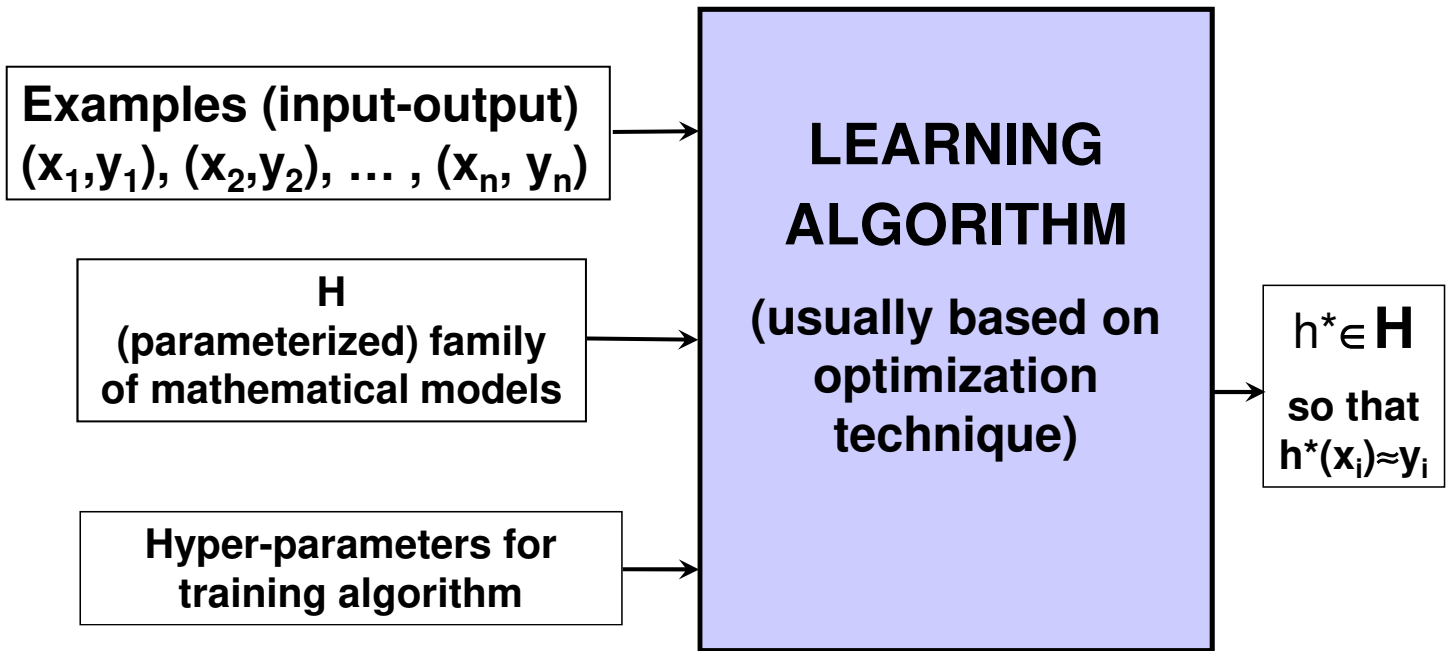 Examples (input-output)
(x₁,y₁), (x₂,y₂), … , (xₙ, yₙ)
H
(parameterized) family
of mathematical models
Hyper-parameters for
training algorithm
LEARNING
ALGORITHM
(usually based on
optimization
technique)
h*∈ H
so that
h*(xᵢ)≈yᵢ